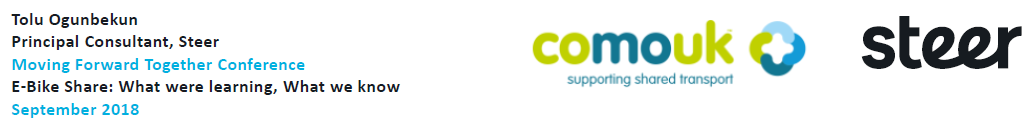 Tolu Ogunbekun
Principal Consultant, Steer
Moving Forward Together Conference
E-Bike Share: What were learning, What we know
September 2018
comouk
supporting shared transport
steer